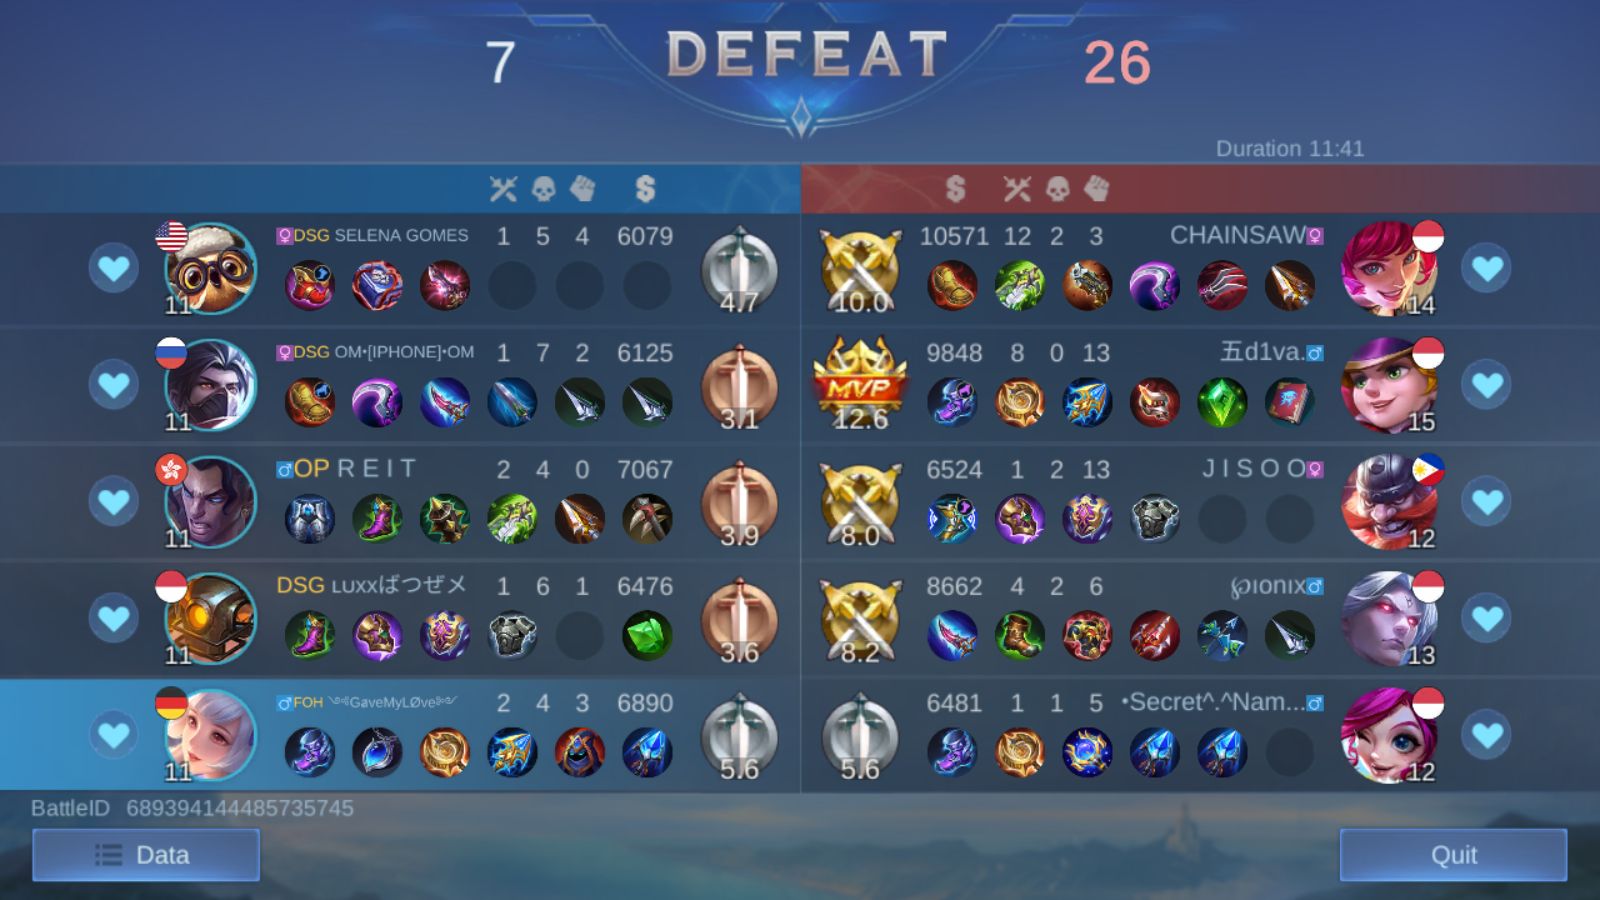 7 DEFEAT 26
Duration 11:41
DSG SELENA GOMES 1 5 4 6079
11 4.7
10571 12 2 3 CHAINSAW
10.0 14
DSG OM•[IPHONE]•OM 1 7 2 6125
11 3.1
9848 8 0 13 五d1va.
MVP
12.6 15
OP R E I T 2 4 0 7067
11 3.9
6524 1 2 13 J I S O O
8.0 12
DSG LUXXばつぜメ 1 6 1 6476
11 3.6
8662 4 2 6 ℘ıonıx
8.2 13
FOH ༺GaveMyLØve༻ 2 4 3 6890
11 5.6
6481 1 1 5 •Secret^.^Nam...
5.6 12
BattleID 689394144485735745
Data
Quit